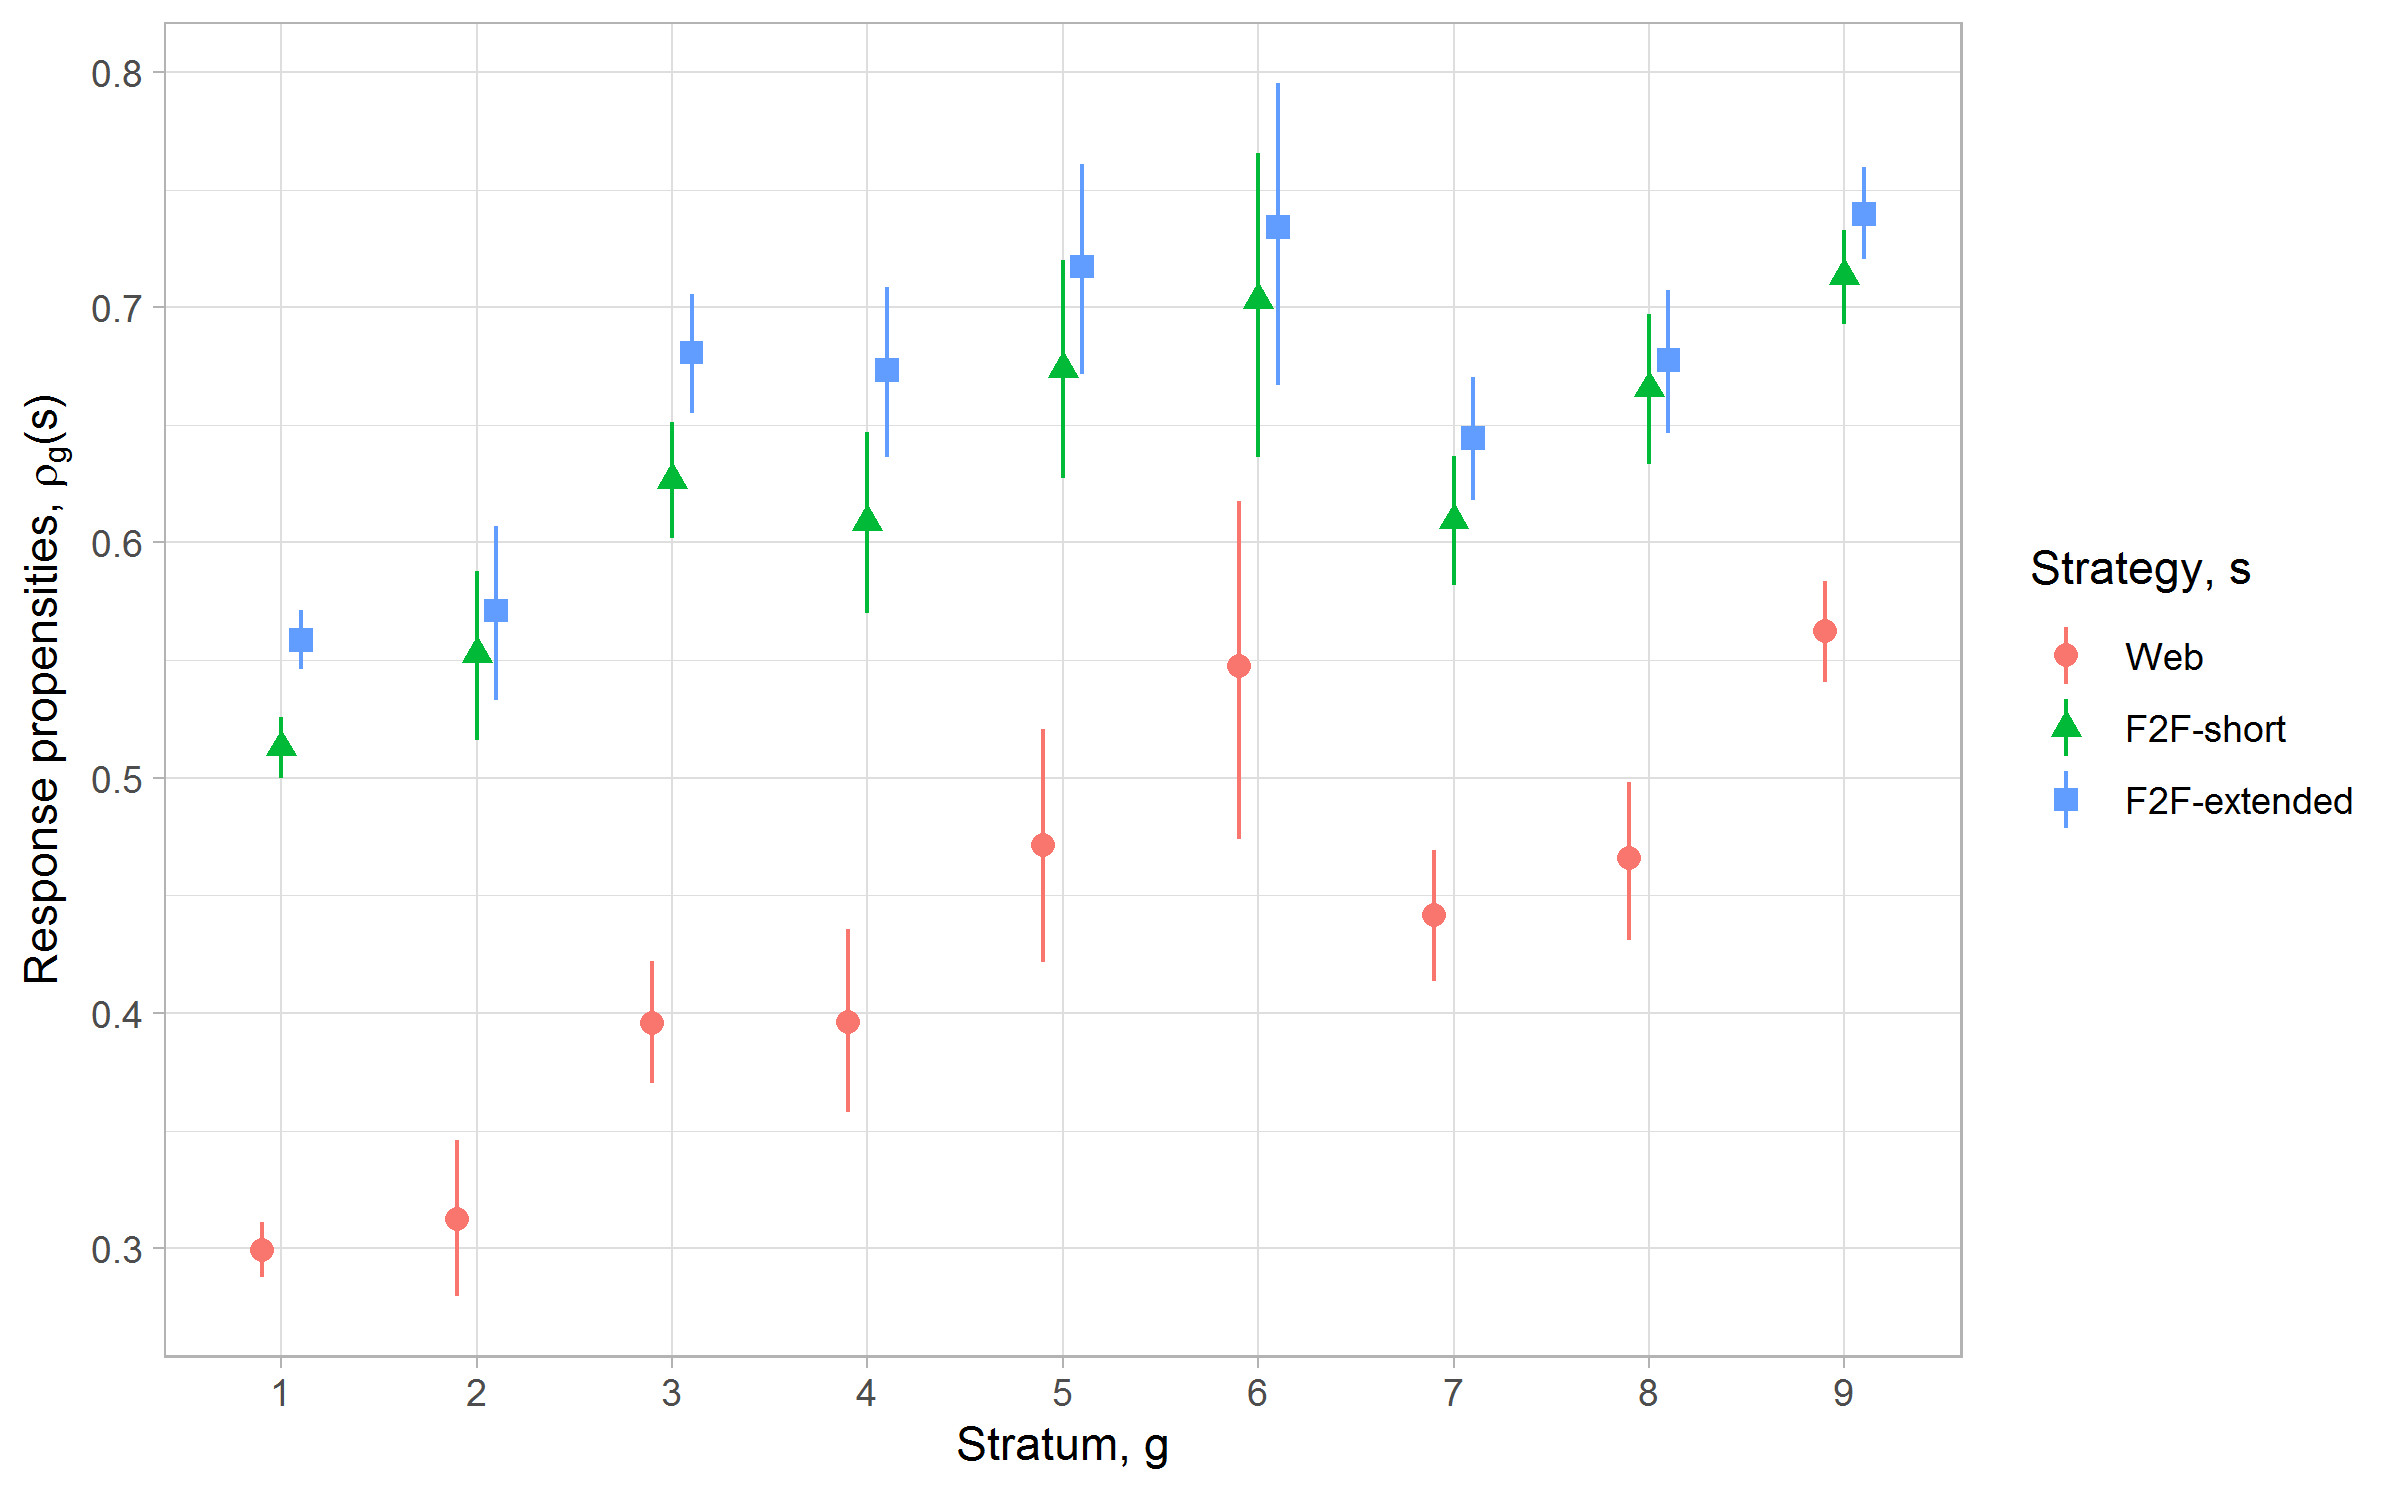 0.8
0.7
0.6
0.5
0.4
0.3
Response propensities, ρg(s)
1 2 3 4 5 6 7 8 9
Stratum, g
Strategy, s
Web
F2F-short
F2F-extended